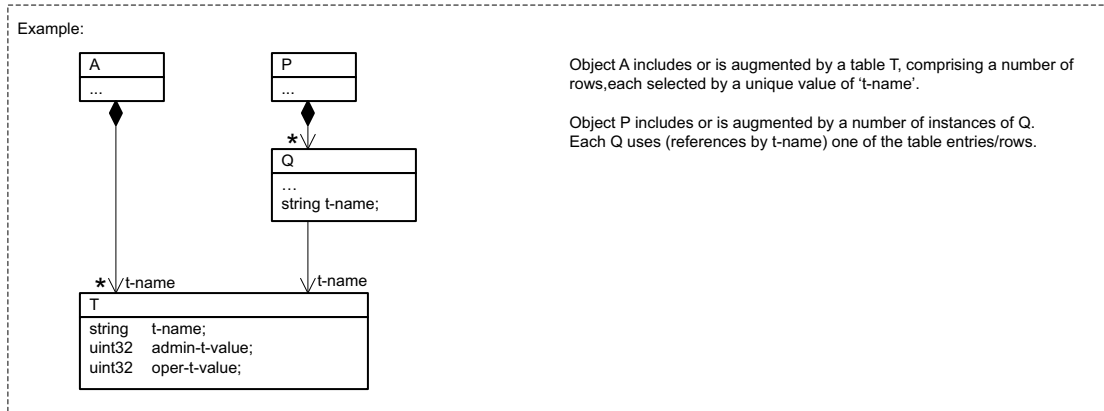 Example:
A
...
P
...
Object A includes or is augmented by a table T, comprising a number of
rows,each selected by a unique value of ‘t-name’.
Object P includes or is augmented by a number of instances of Q.
Each Q uses (references by t-name) one of the table entries/rows.
*
Q
...
string t-name;
* t-name
t-name
T
string t-name;
uint32 admin-t-value;
uint32 oper-t-value;